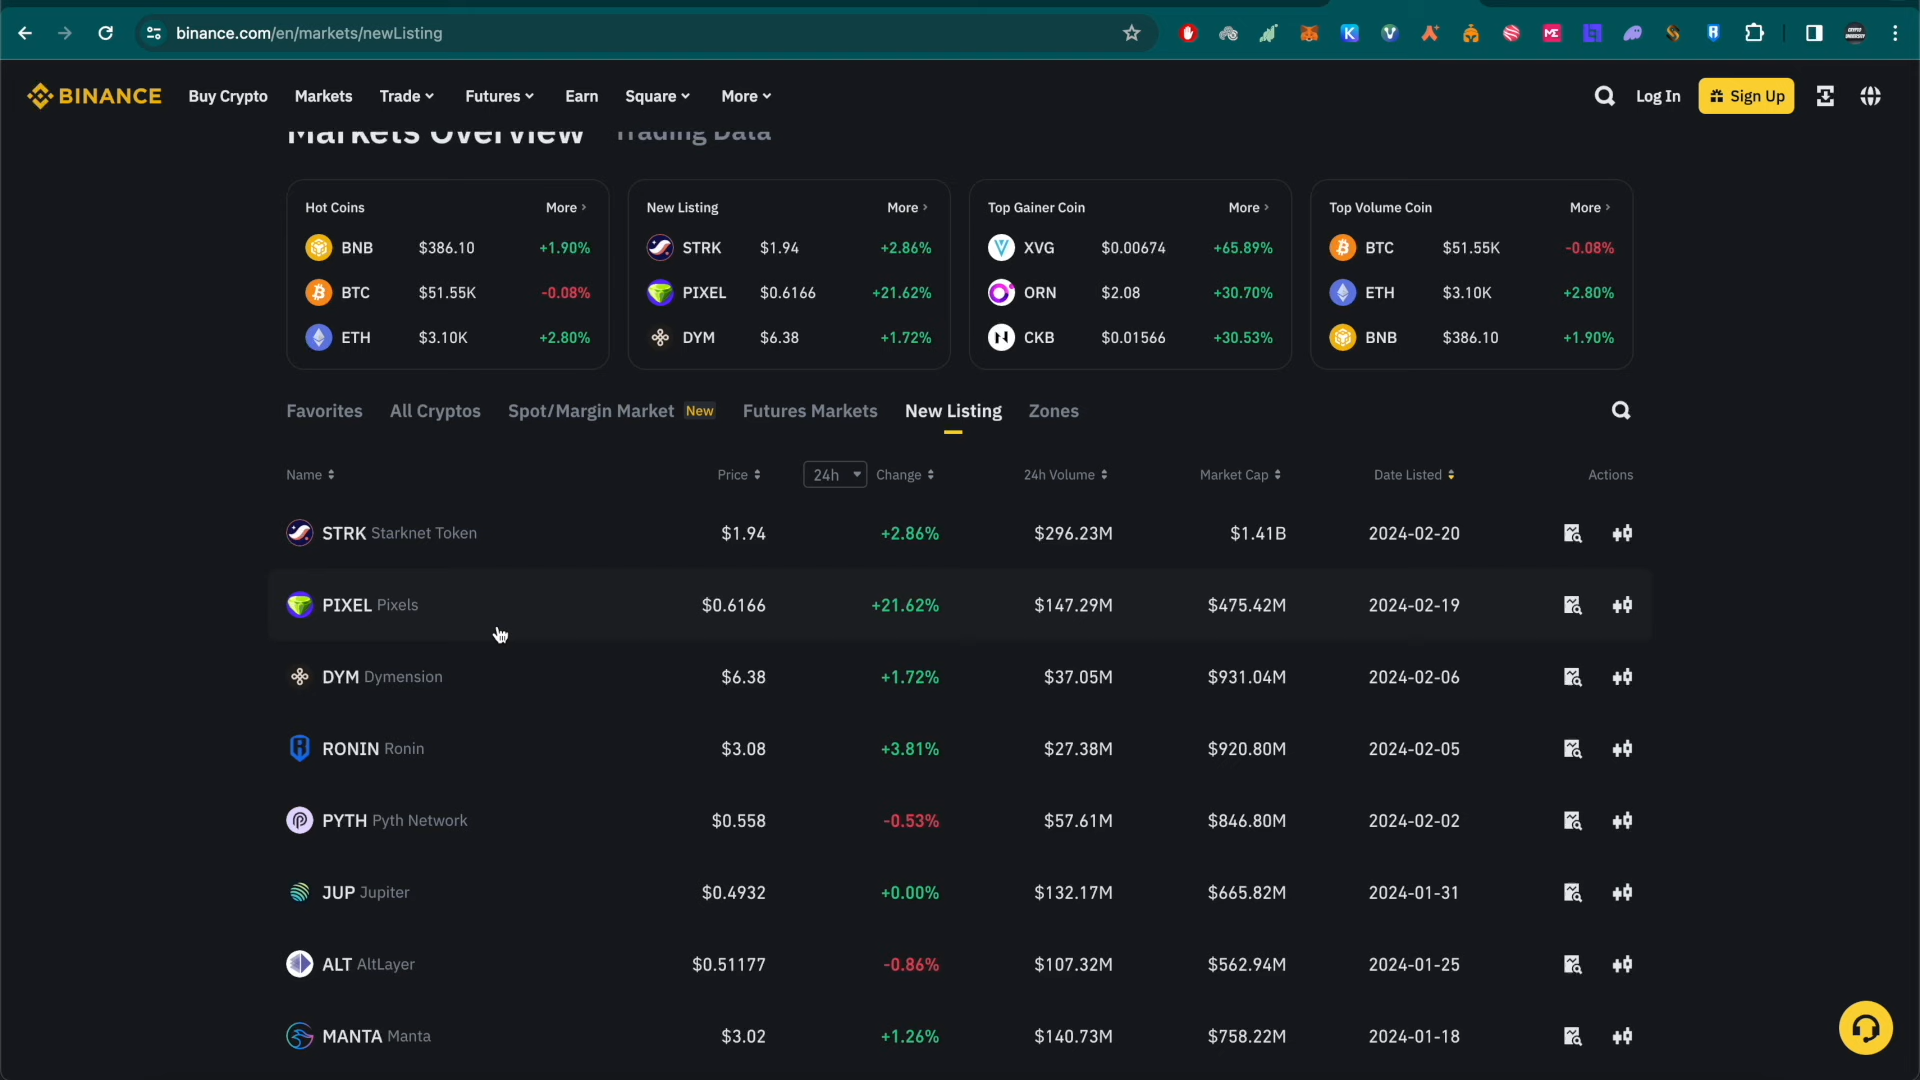 binance.com/en/markets/newListing
BINANCE Buy Crypto Markets Trade Futures Earn Square More Log In Sign Up
Markets Overview Trading Data
Hot Coins More
BNB $386.10 +1.90%
BTC $51.55K -0.08%
ETH $3.10K +2.80%
New Listing More
STRK $1.94 +2.86%
PIXEL $0.6166 +21.62%
DYM $6.38 +1.72%
Top Gainer Coin More
XVG $0.00674 +65.89%
ORN $2.08 +30.70%
CKB $0.01566 +30.53%
Top Volume Coin More
BTC $51.55K -0.08%
ETH $3.10K +2.80%
BNB $386.10 +1.90%
Favorites All Cryptos Spot/Margin Market New Futures Markets New Listing Zones
Name Price 24h Change 24h Volume Market Cap Date Listed Actions
STRK Starknet Token $1.94 +2.86% $296.23M $1.41B 2024-02-20
PIXEL Pixels $0.6166 +21.62% $147.29M $475.42M 2024-02-19
DYM Dymension $6.38 +1.72% $37.05M $931.04M 2024-02-06
RONIN Ronin $3.08 +3.81% $27.38M $920.80M 2024-02-05
PYTH Pyth Network $0.558 -0.53% $57.61M $846.80M 2024-02-02
JUP Jupiter $0.4932 +0.00% $132.17M $665.82M 2024-01-31
ALT AltLayer $0.51177 -0.86% $107.32M $562.94M 2024-01-25
MANTA Manta $3.02 +1.26% $140.73M $758.22M 2024-01-18